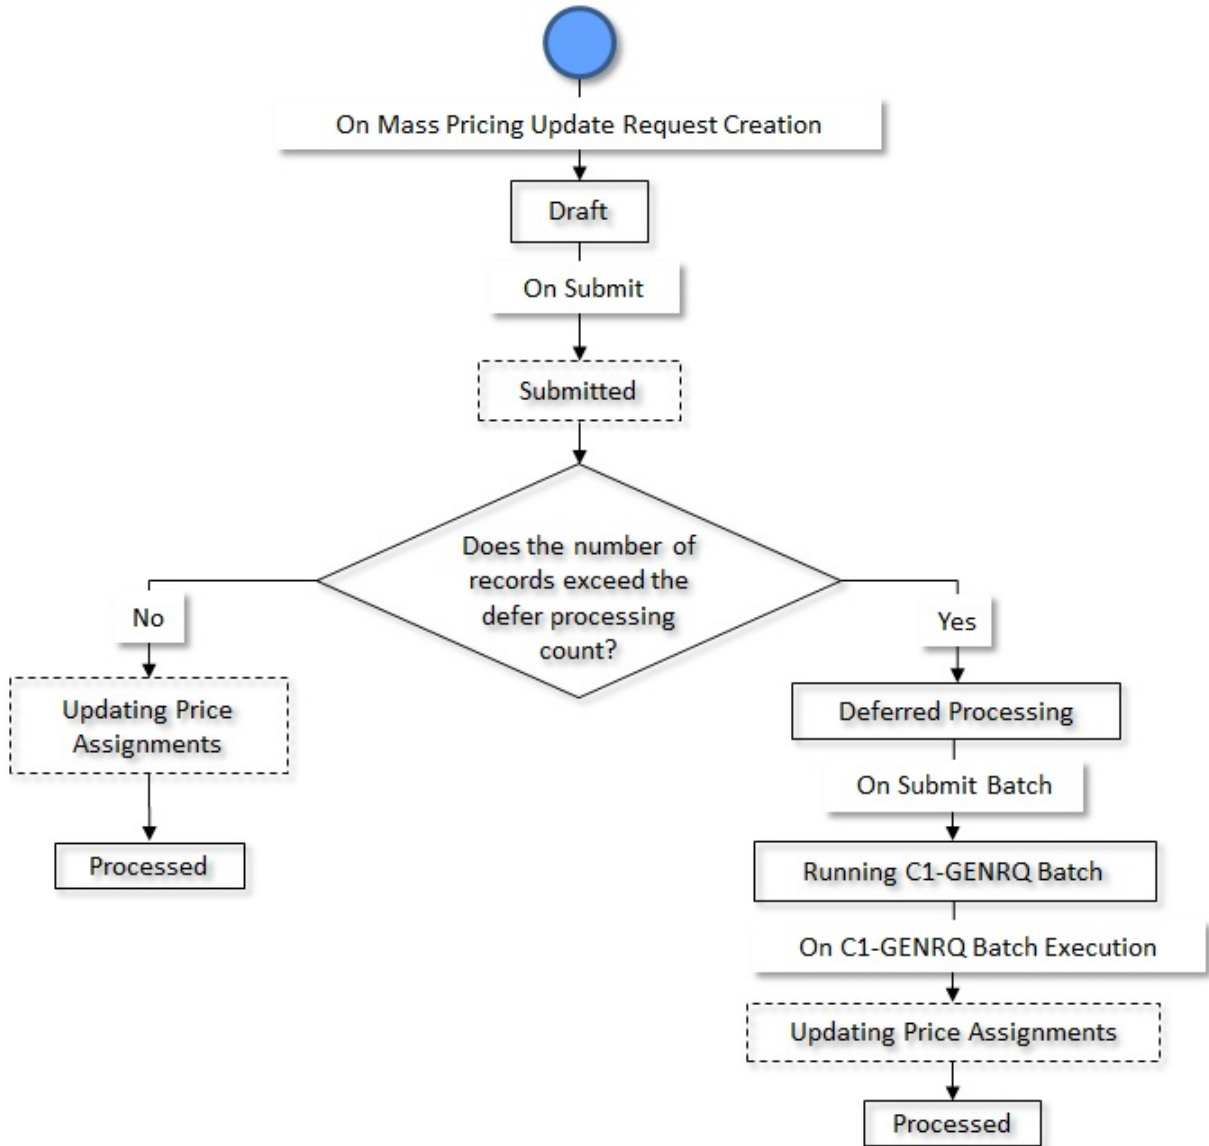 On Mass Pricing Update Request Creation
Draft
On Submit
Submitted
Does the number of
records exceed the
defer processing
count?
No
Yes
Updating Price
Assignments
Processed
Deferred Processing
On Submit Batch
Running C1-GENRQ Batch
On C1-GENRQ Batch Execution
Updating Price Assignments
Processed